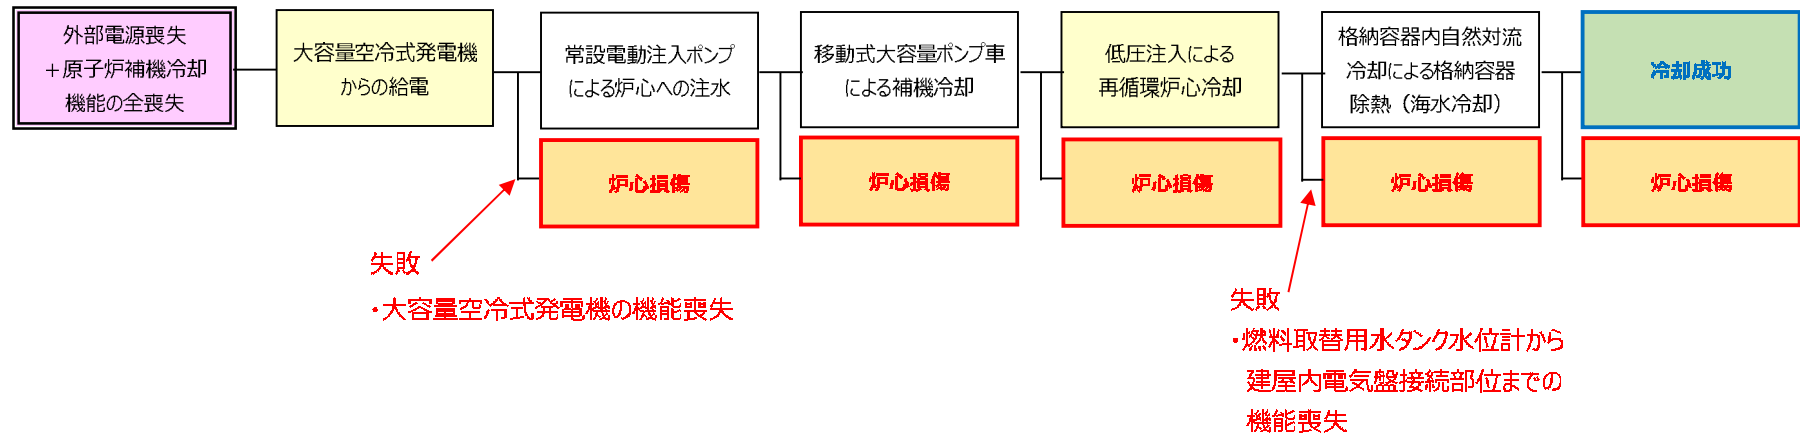 外部電源喪失
＋原子炉補機冷却
機能の全喪失
大容量空冷式発電機
からの給電
常設電動注入ポンプ
による炉心への注水
移動式大容量ポンプ車
による補機冷却
低圧注入による
再循環炉心冷却
格納容器内自然対流
冷却による格納容器
除熱（海水冷却）
冷却成功
炉心損傷
炉心損傷
炉心損傷
炉心損傷
炉心損傷
失敗
・大容量空冷式発電機の機能喪失
失敗
・燃料取替用水タンク水位計から
建屋内電気盤接続部位までの
機能喪失